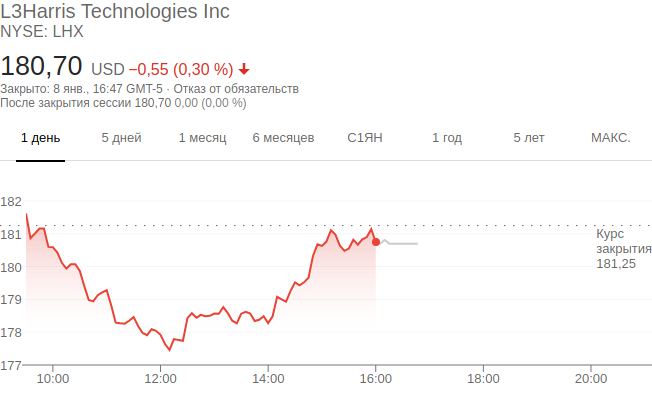 L3Harris Technologies Inc
NYSE: LHX
180,70 USD −0,55 (0,30 %)
Закрыто: 8 янв., 16:47 GMT-5 · Отказ от обязательств
После закрытия сессии 180,70 0,00 (0,00 %)
1 день 5 дней 1 месяц 6 месяцев С1ЯН 1 год 5 лет МАКС.
182
181
180
179
178
177
Курс
закрытия
181,25
10:00 12:00 14:00 16:00 18:00 20:00